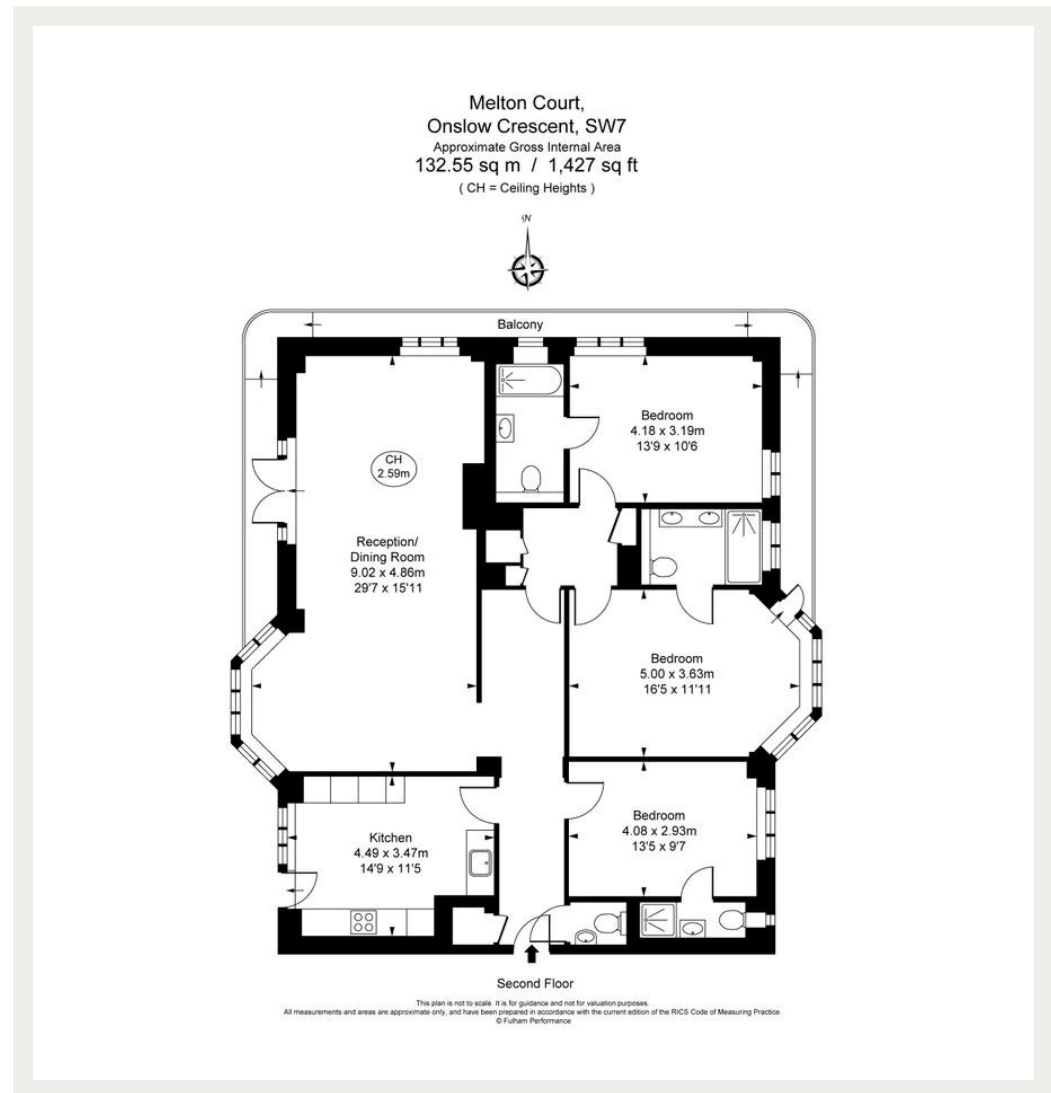 Melton Court,
Onslow Crescent, SW7
Approximate Gross Internal Area
132.55 sq m / 1,427 sq ft
( CH = Ceiling Heights )
N
Balcony
Bedroom
4.18 x 3.19m
13'9 x 10'6
CH
2.59m
Reception/
Dining Room
9.02 x 4.86m
29'7 x 15'11
Bedroom
5.00 x 3.63m
16'5 x 11'11
Bedroom
4.08 x 2.93m
13'5 x 9'7
Kitchen
4.49 x 3.47m
14'9 x 11'5
Second Floor
This plan is not to scale. It is for guidance and not for valuation purposes.
All measurements and areas are approximate only, and have been prepared in accordance with the current edition of the RICS Code of Measuring Practice.
© Fulham Performance